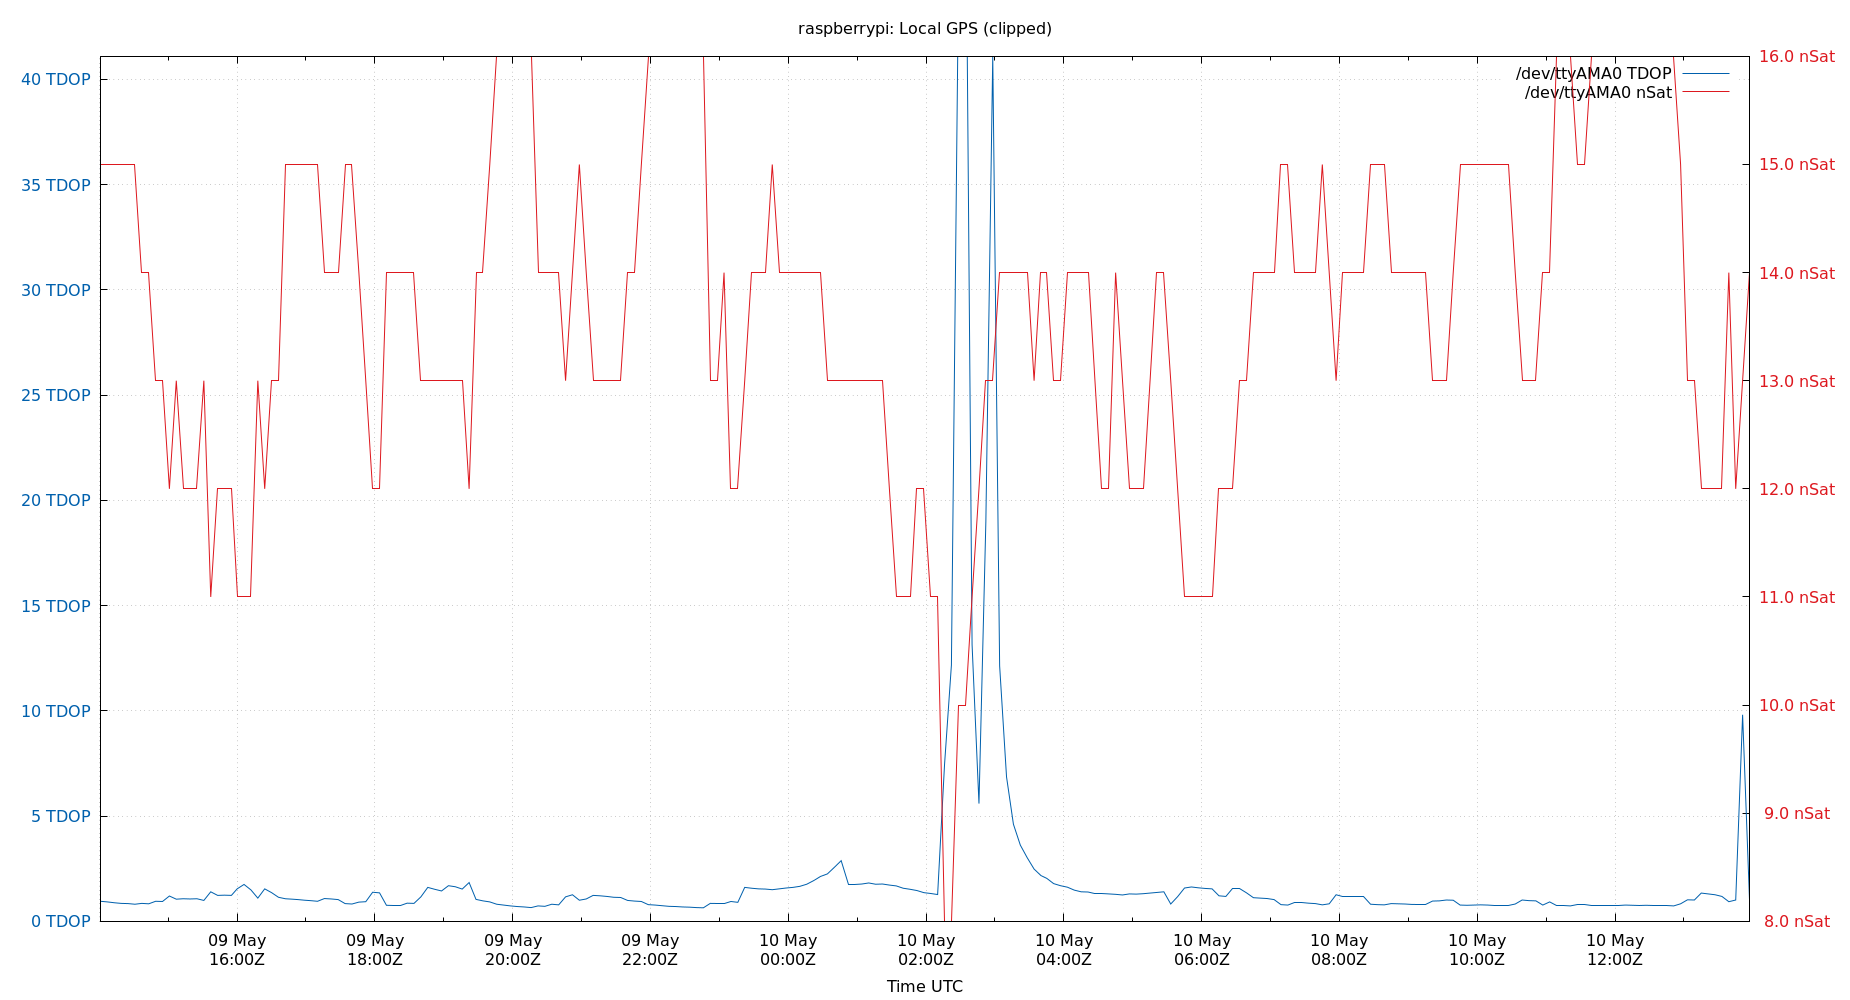 raspberrypi: Local GPS (clipped)
40 TDOP
35 TDOP
30 TDOP
25 TDOP
20 TDOP
15 TDOP
10 TDOP
5 TDOP
0 TDOP
/dev/ttyAMA0 TDOP
/dev/ttyAMA0 nSat
16.0 nSat
15.0 nSat
14.0 nSat
13.0 nSat
12.0 nSat
11.0 nSat
10.0 nSat
9.0 nSat
8.0 nSat
09 May 09 May 09 May 09 May 10 May 10 May 10 May 10 May 10 May 10 May 10 May
16:00Z 18:00Z 20:00Z 22:00Z 00:00Z 02:00Z 04:00Z 06:00Z 08:00Z 10:00Z 12:00Z
Time UTC